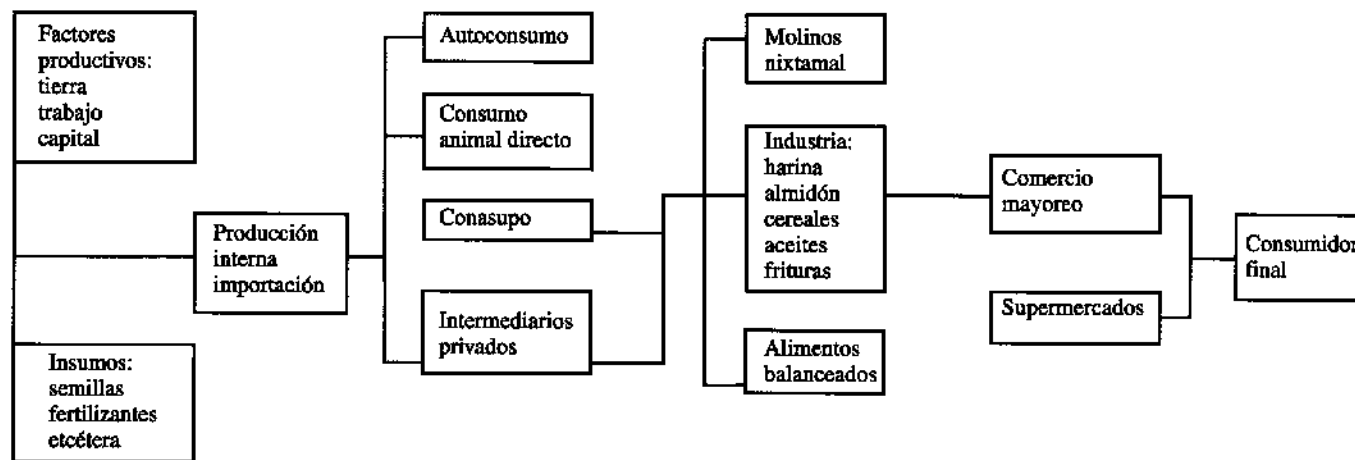 Factores
productivos:
tierra
trabajo
capital
Insumos:
semillas
fertilizantes
etcétera
Producción
interna
importación
Autoconsumo
Consumo
animal directo
Conasupo
Intermediarios
privados
Molinos
nixtamal
Industria:
harina
almidón
cereales
aceites
frituras
Alimentos
balanceados
Comercio
mayoreo
Supermercados
Consumidor
final